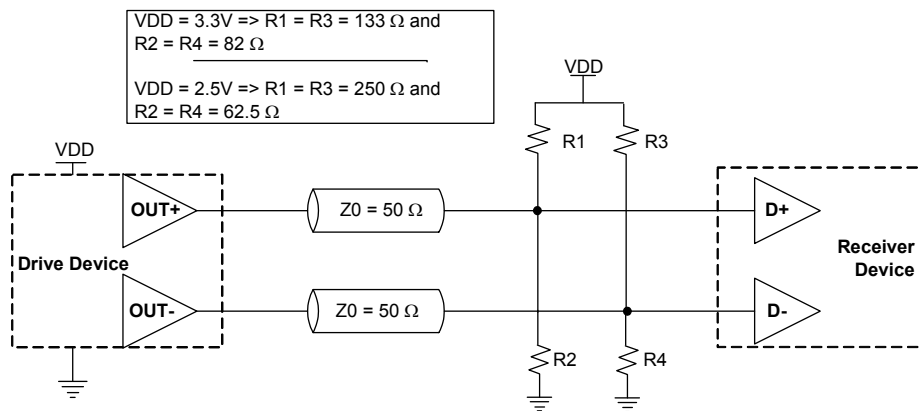 VDD = 3.3V => R1 = R3 = 133 Ω and
R2 = R4 = 82 Ω
VDD = 2.5V => R1 = R3 = 250 Ω and
R2 = R4 = 62.5 Ω
VDD
R1
R3
VDD
OUT+
Z0 = 50 Ω
D+
Drive Device
Receiver
Device
OUT-
Z0 = 50 Ω
D-
R2
R4